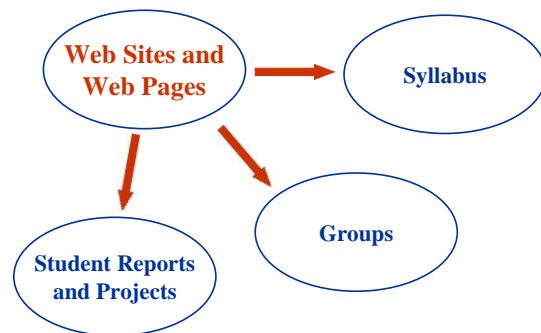 Web Sites and
Web Pages
Syllabus
Groups
Student Reports
and Projects